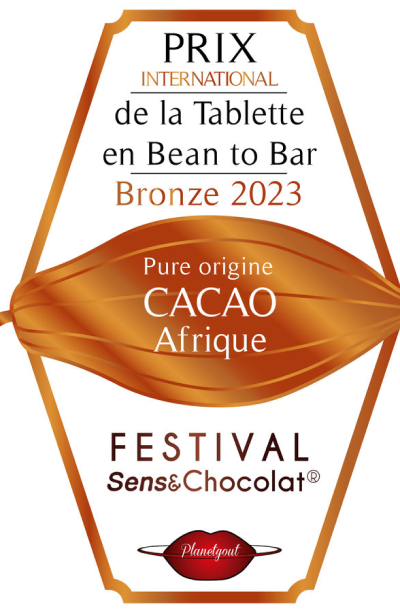 PRIX
INTERNATIONAL
de la Tablette
en Bean to Bar
Bronze 2023
Pure origine
CACAO
Afrique
FESTIVAL
Sens&Chocolat®
Planetgout